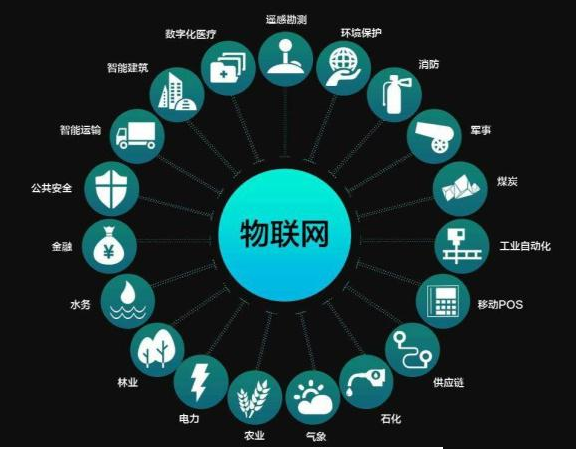 遥感勘测
环境保护
数字化医疗
消防
智能建筑
智能运输
军事
公共安全
煤炭
物联网
金融
工业自动化
水务
移动POS
林业
供应链
电力
石化
农业
气象